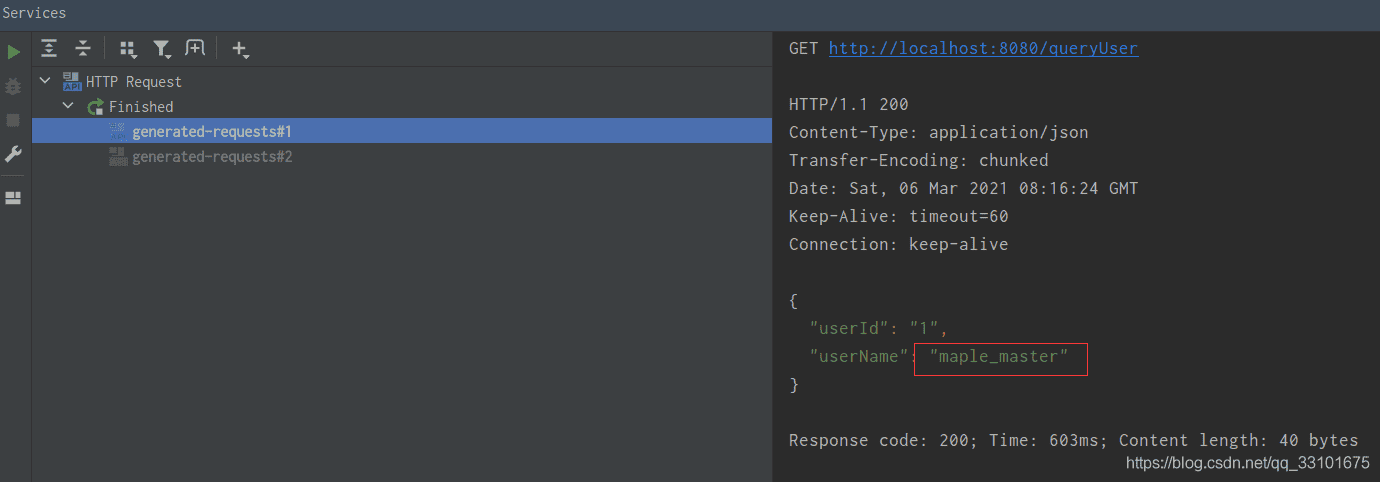 Services
HTTP Request
Finished
generated-requests#1
generated-requests#2
GET http://localhost:8080/queryUser
HTTP/1.1 200
Content-Type: application/json
Transfer-Encoding: chunked
Date: Sat, 06 Mar 2021 08:16:24 GMT
Keep-Alive: timeout=60
Connection: keep-alive
{
"userId": "1",
"userName": "maple_master"
}
Response code: 200; Time: 603ms; Content length: 40 bytes
https://blog.csdn.net/qq_33101675